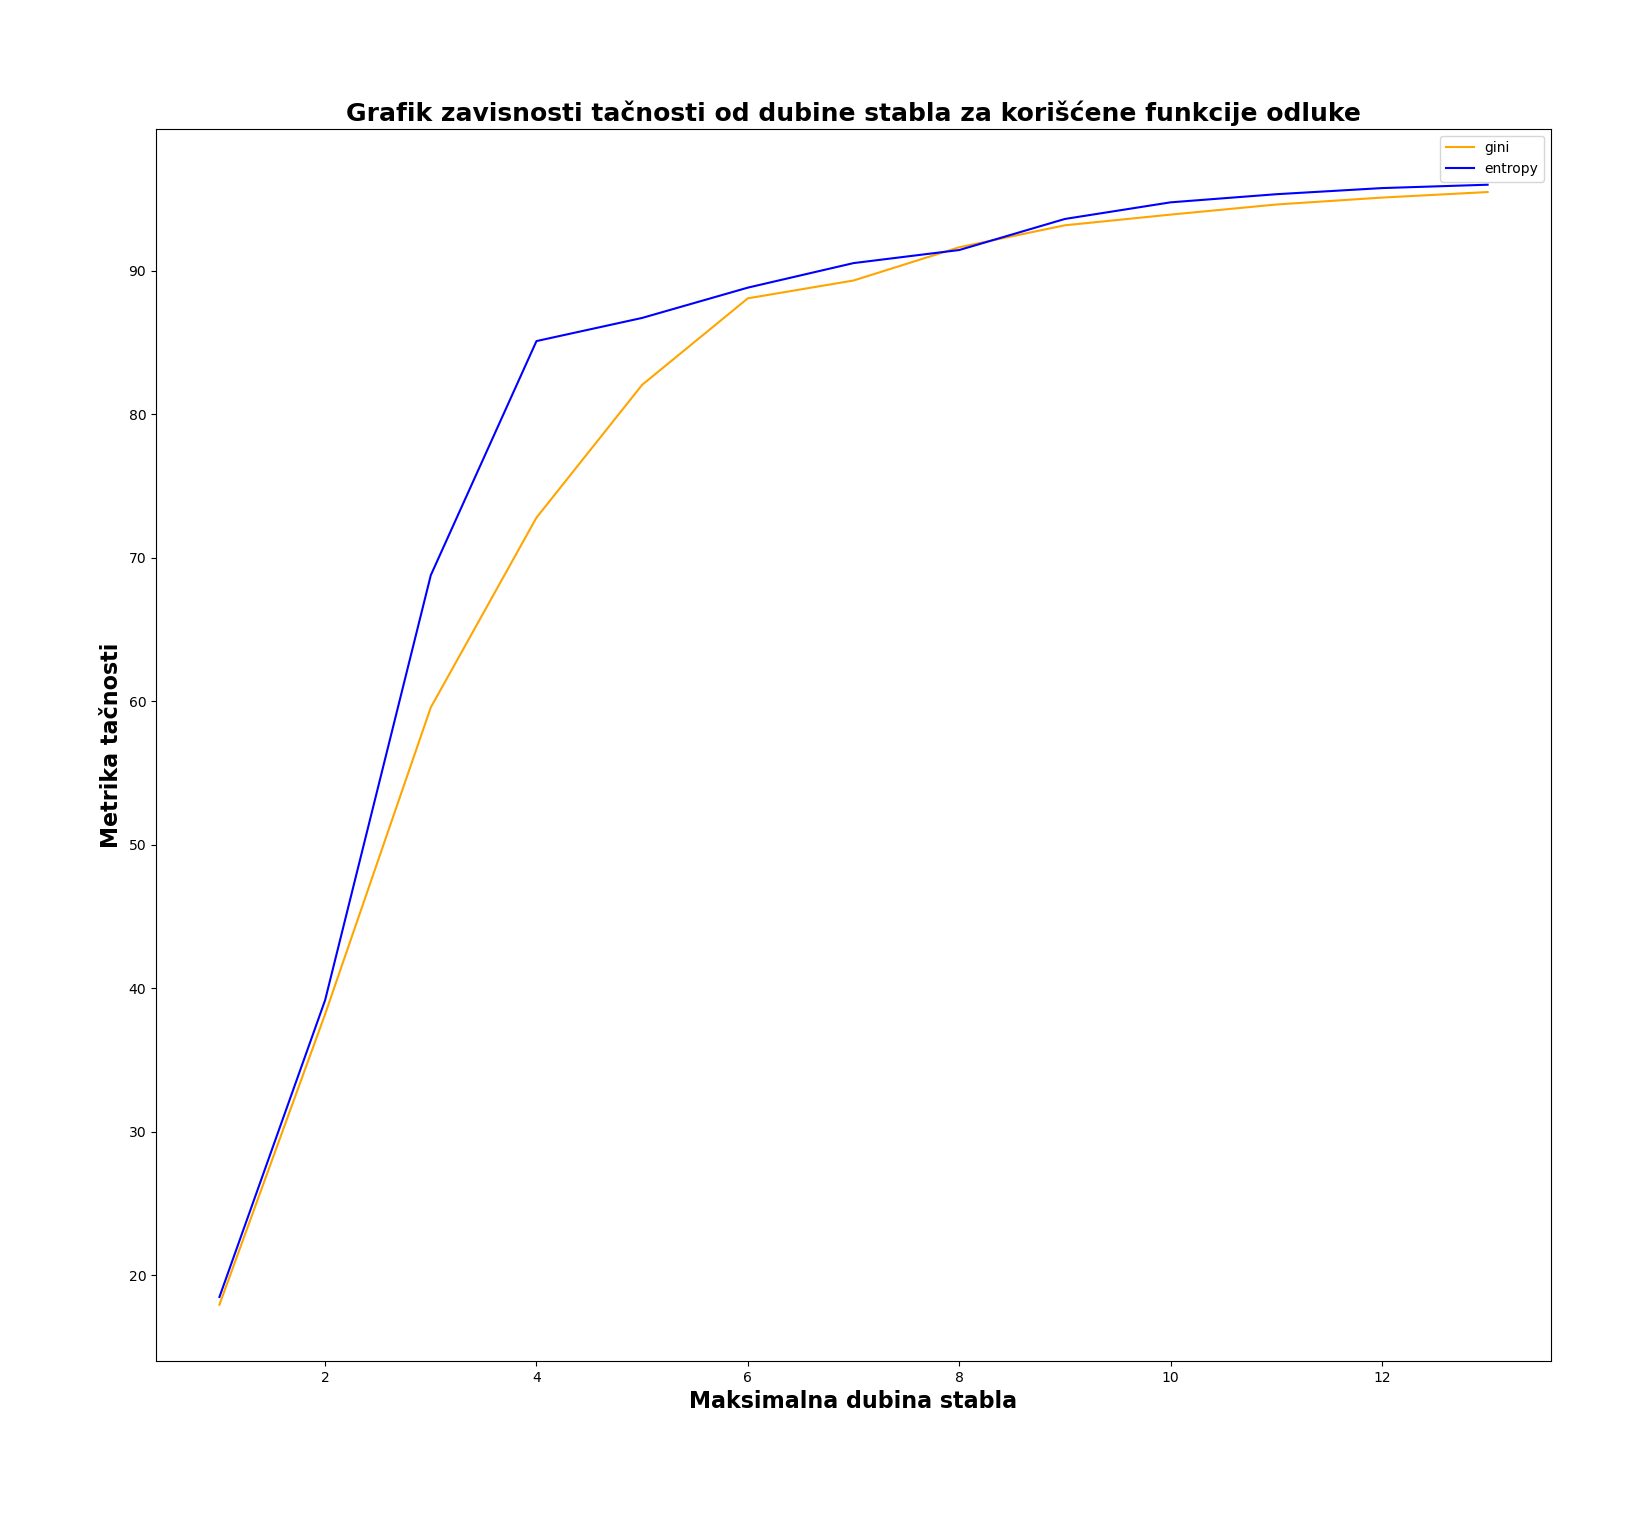 Grafik zavisnosti tačnosti od dubine stabla za korišćene funkcije odluke
gini
entropy
90
80
70
60
50
40
30
20
Metrika tačnosti
2 4 6 8 10 12
Maksimalna dubina stabla